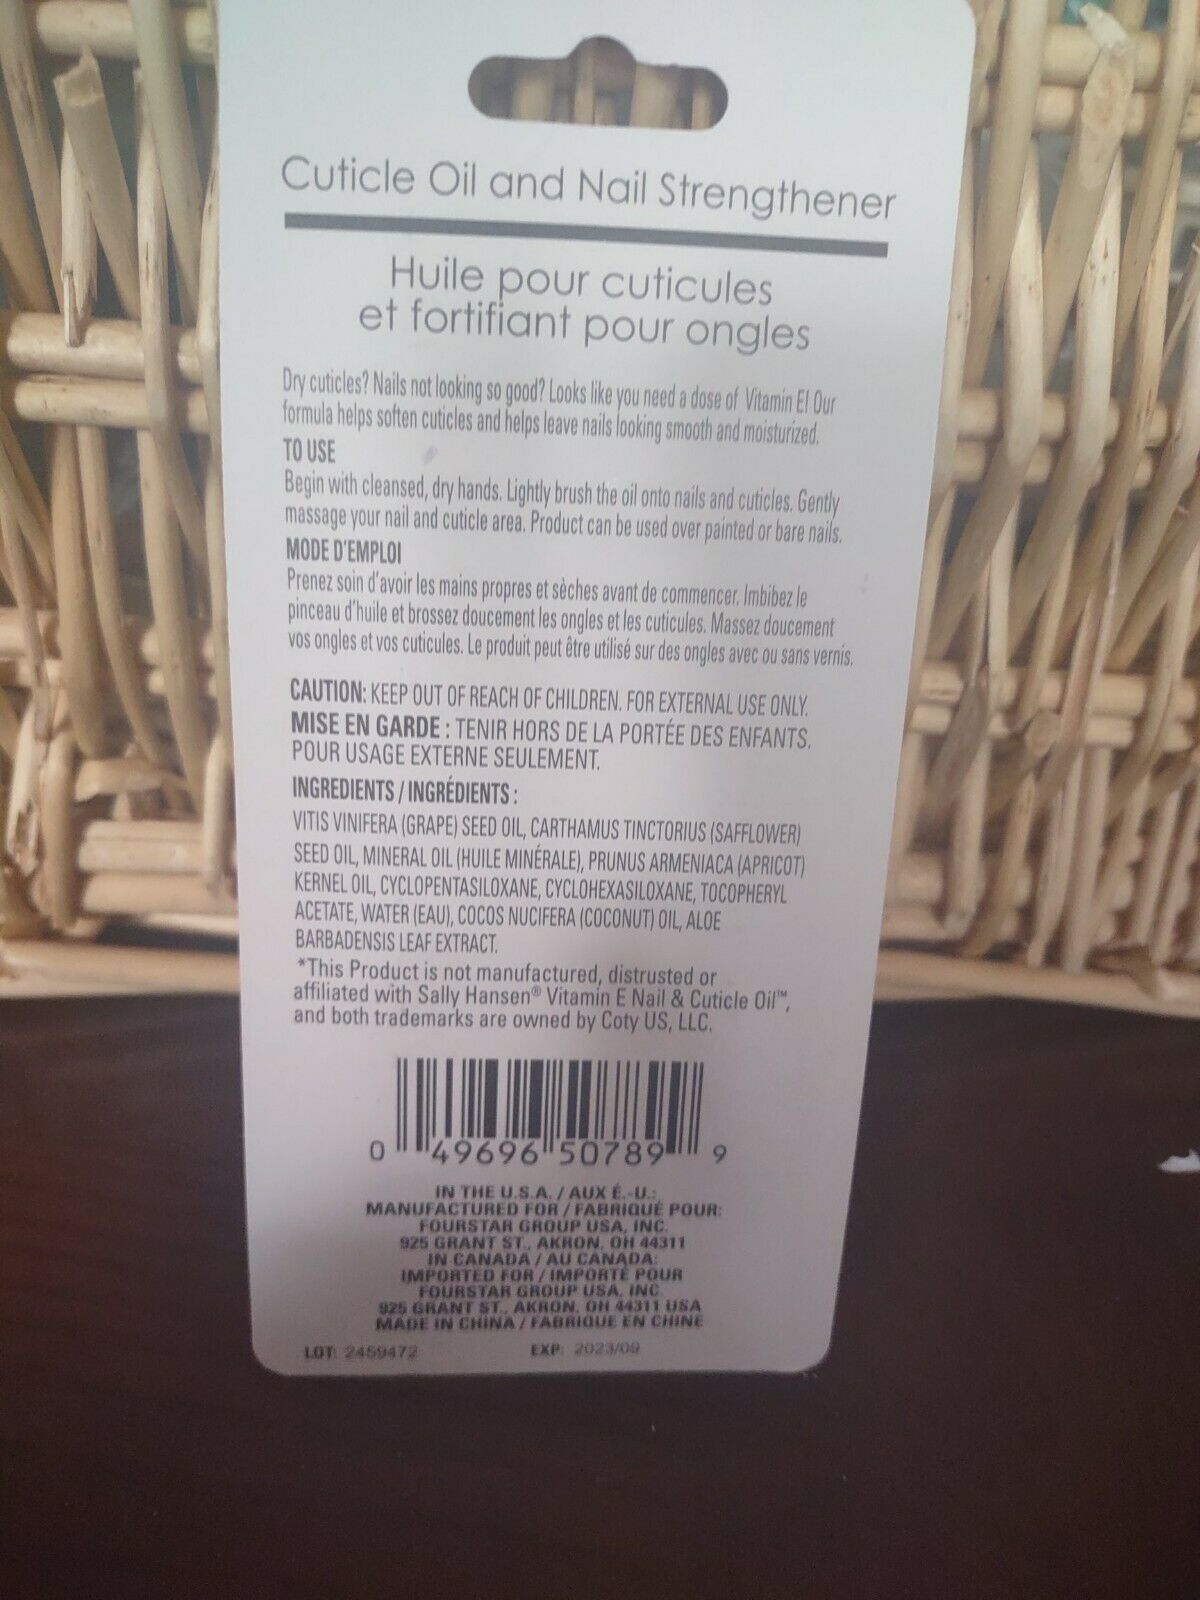 Cuticle Oil and Nail Strengthener
Huile pour cuticules
et fortifiant pour ongles
Dry cuticles? Nails not looking so good? Looks like you need a dose of Vitamin E! Our
formula helps soften cuticles and helps leave nails looking smooth and moisturized.
TO USE
Begin with cleansed, dry hands. Lightly brush the oil onto nails and cuticles. Gently
massage your nail and cuticle area. Product can be used over painted or bare nails.
MODE D'EMPLOI
Prenez soin d'avoir les mains propres et sèches avant de commencer. Imbibez le
pinceau d'huile et brossez doucement les ongles et les cuticules. Massez doucement
vos ongles et vos cuticules. Le produit peut être utilisé sur des ongles avec ou sans vernis.
CAUTION: KEEP OUT OF REACH OF CHILDREN. FOR EXTERNAL USE ONLY.
MISE EN GARDE : TENIR HORS DE LA PORTÉE DES ENFANTS.
POUR USAGE EXTERNE SEULEMENT.
INGREDIENTS / INGRÉDIENTS :
VITIS VINIFERA (GRAPE) SEED OIL, CARTHAMUS TINCTORIUS (SAFFLOWER)
SEED OIL, MINERAL OIL (HUILE MINÉRALE), PRUNUS ARMENIACA (APRICOT)
KERNEL OIL, CYCLOPENTASILOXANE, CYCLOHEXASILOXANE, TOCOPHERYL
ACETATE, WATER (EAU), COCOS NUCIFERA (COCONUT) OIL, ALOE
BARBADENSIS LEAF EXTRACT.
*This Product is not manufactured, distrusted or
affiliated with Sally Hansen® Vitamin E Nail & Cuticle Oil™,
and both trademarks are owned by Coty US, LLC.
0 49696 50789 9
IN THE U.S.A. / AUX É.-U.:
MANUFACTURED FOR / FABRIQUÉ POUR:
FOURSTAR GROUP USA, INC.
925 GRANT ST., AKRON, OH 44311
IN CANADA / AU CANADA:
IMPORTED FOR / IMPORTÉ POUR
FOURSTAR GROUP USA, INC.
925 GRANT ST., AKRON, OH 44311 USA
MADE IN CHINA / FABRIQUÉ EN CHINE
LOT: 2459472 EXP: 2023/09